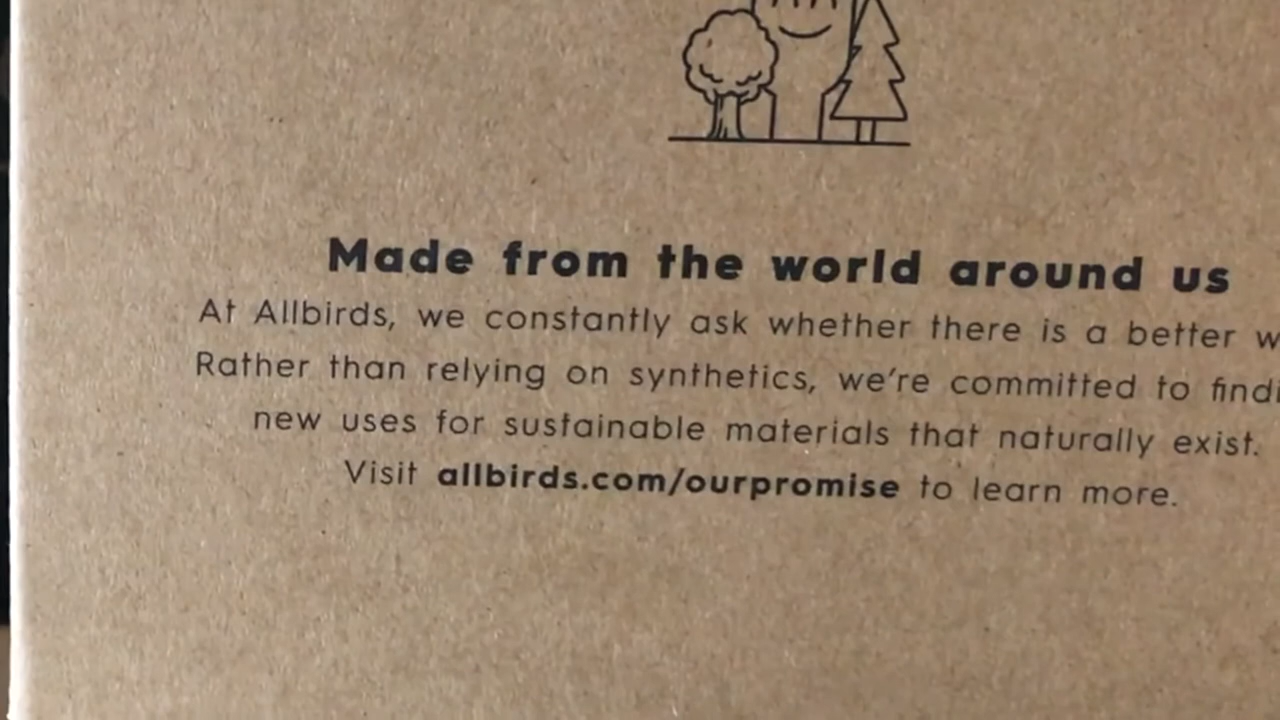 Made from the world around us
At Allbirds, we constantly ask whether there is a better
Rather than relying on synthetics, we're committed to
new uses for sustainable materials that naturally exist.
Visit allbirds.com/ourpromise to learn more.